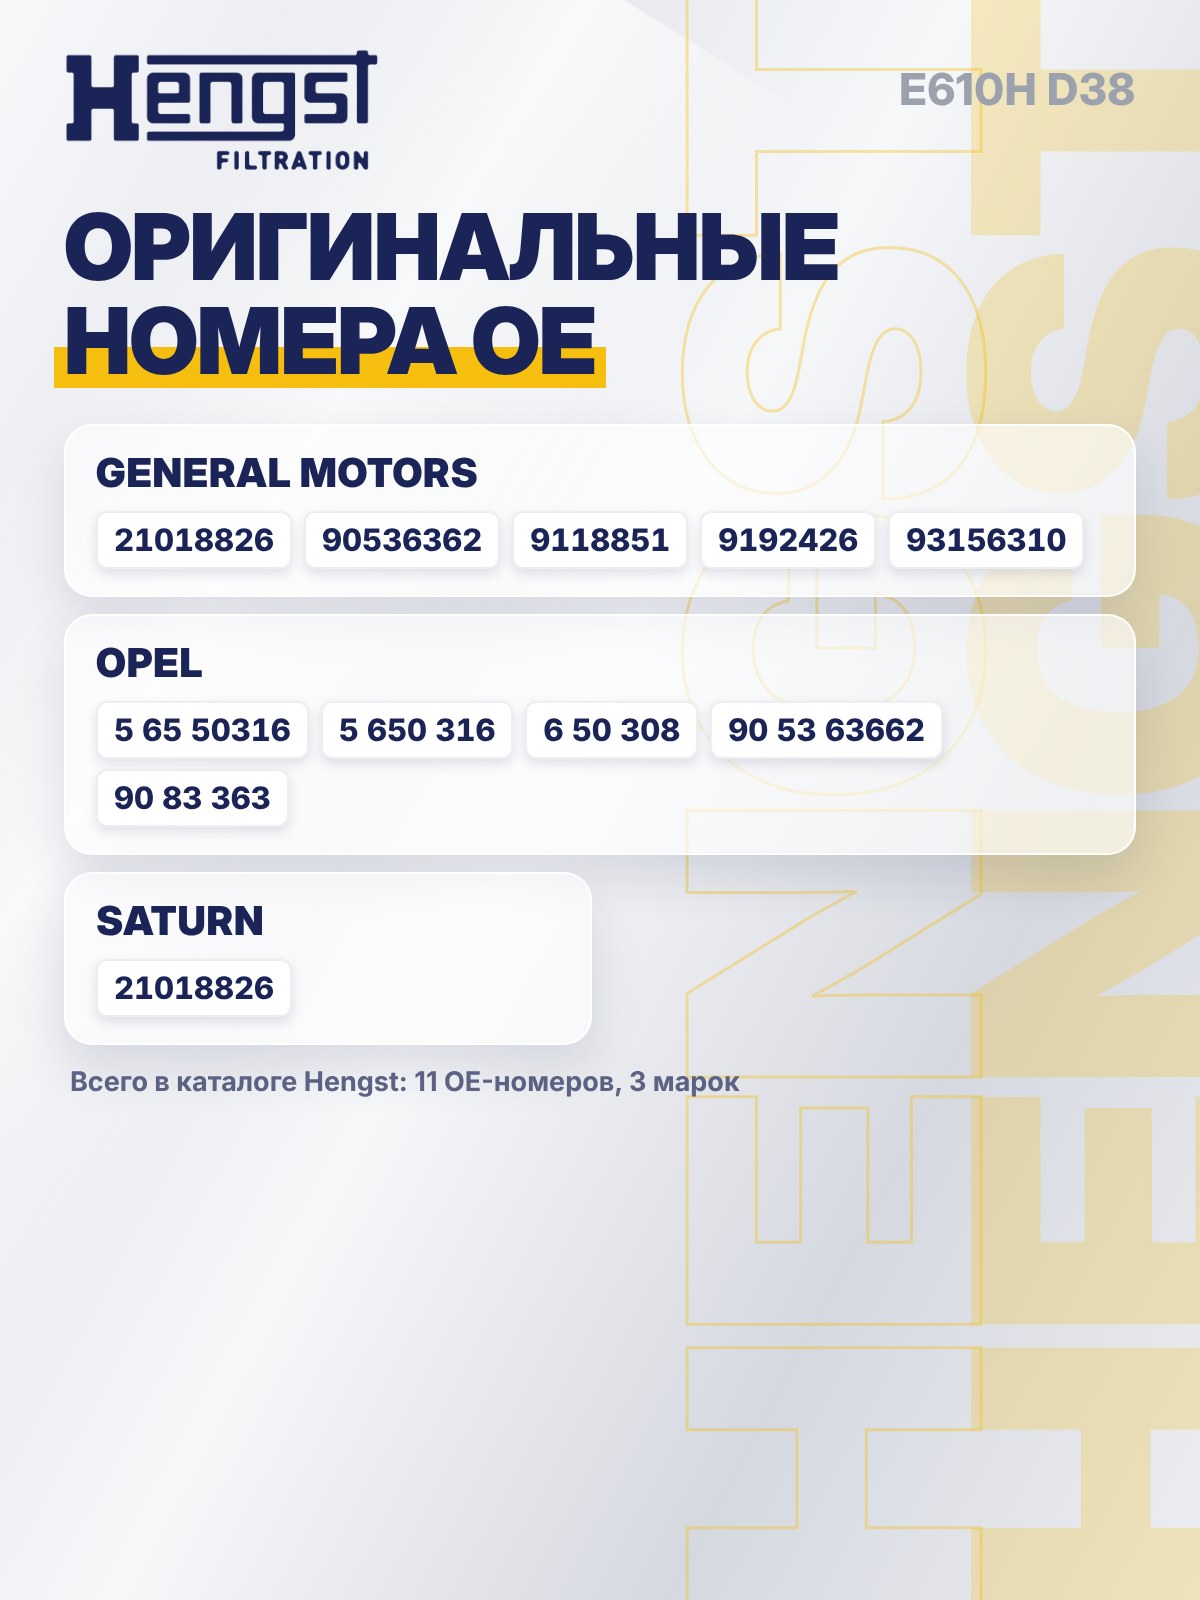 Hengst
FILTRATION
E610H D38
ОРИГИНАЛЬНЫЕ
НОМЕРА ОЕ
GENERAL MOTORS
21018826 90536362 9118851 9192426 93156310
OPEL
5 65 50316 5 650 316 6 50 308 90 53 63662
90 83 363
SATURN
21018826
Всего в каталоге Hengst: 11 ОЕ-номеров, 3 марок
HENGST
HENGST